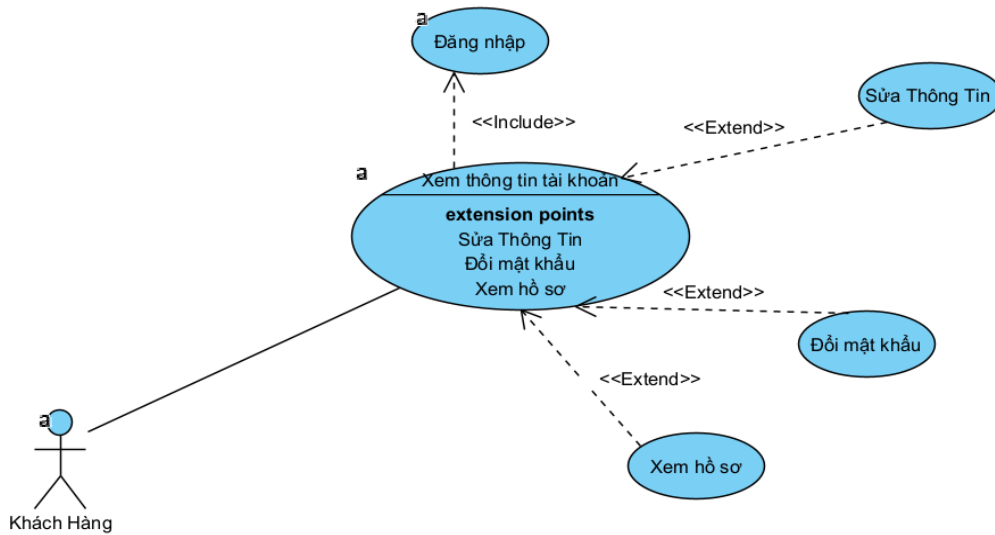 a
Đăng nhập
Sửa Thông Tin
<<Include>>
<<Extend>>
a
Xem thông tin tài khoản
extension points
Sửa Thông Tin
Đổi mật khẩu
Xem hồ sơ
<<Extend>>
Đổi mật khẩu
<<Extend>>
Xem hồ sơ
a
Khách Hàng